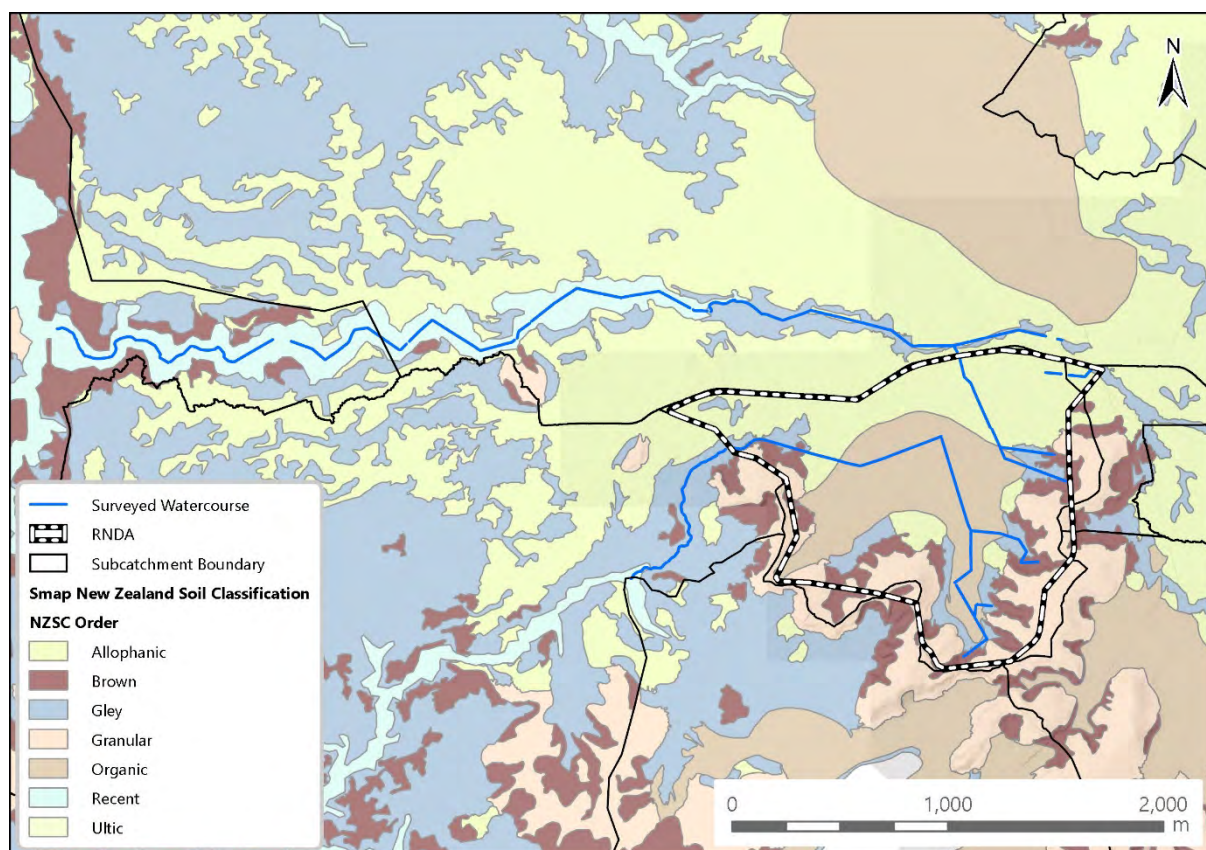 N
Surveyed Watercourse
RNDA
Subcatchment Boundary
Smap New Zealand Soil Classification
NZSC Order
Allophanic
Brown
Gley
Granular
Organic
Recent
Ultic
0 1,000 2,000
m